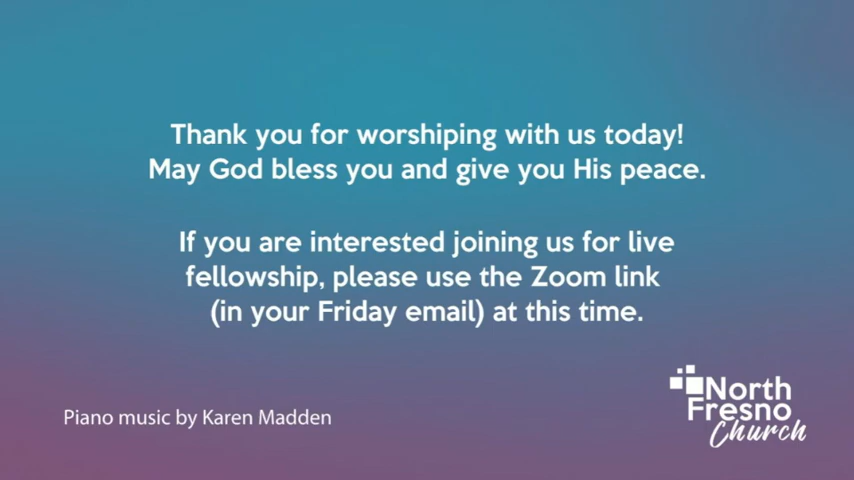 Thank you for worshiping with us today!
May God bless you and give you His peace.
If you are interested joining us for live
fellowship, please use the Zoom link
(in your Friday email) at this time.
Piano music by Karen Madden
North
Fresno
Church